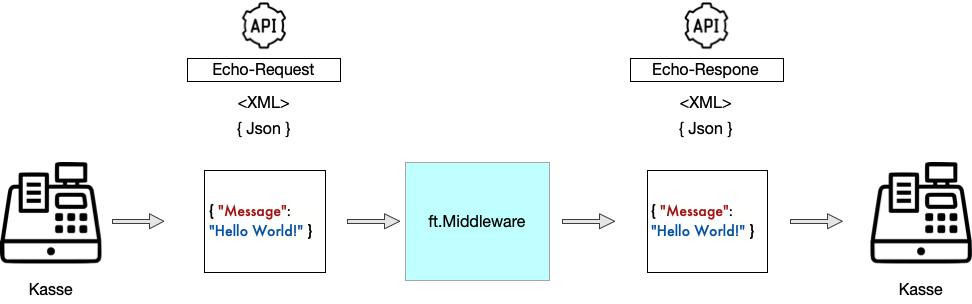 API
API
Echo-Request
Echo-Respone
<XML>
<XML>
{ Json }
{ Json }
{ "Message":
"Hello World!" }
ft.Middleware
{ "Message":
"Hello World!" }
Kasse
Kasse